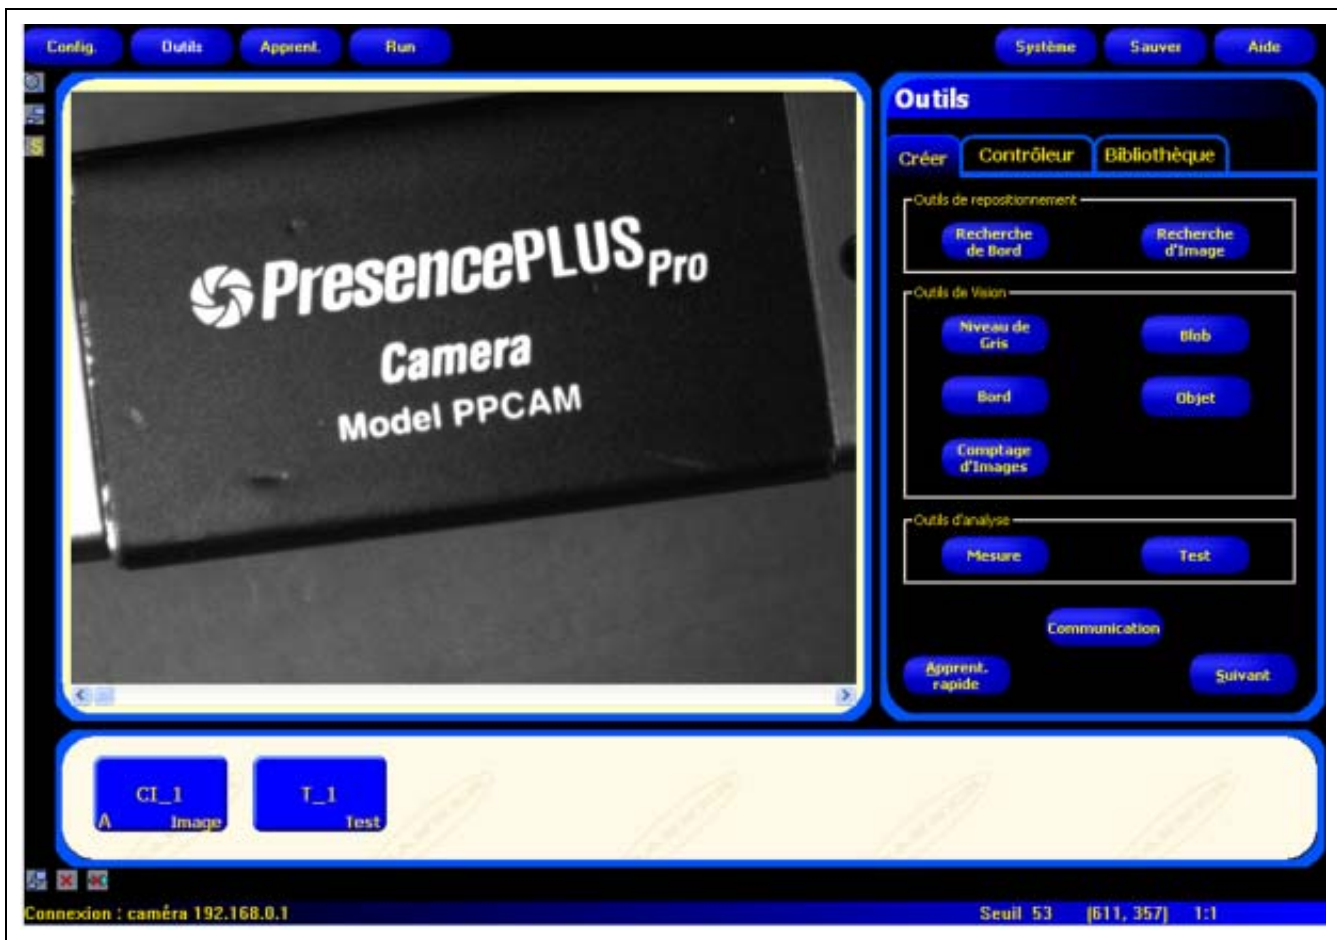 Config. Outils Apprent. Run Système Sauver Aide
S
PresencePLUS Pro
Camera
Model PPCAM
Outils
Créer Contrôleur Bibliothèque
Outils de repositionnement
Recherche de Bord
Recherche d'Image
Outils de Vision
Niveau de Gris
Blob
Bord
Objet
Comptage d'Images
Outils d'analyse
Mesure
Test
Communication
Apprent. rapide
Suivant
CI_1
A Image
T_1
Test
Connexion : caméra 192.168.0.1 Seuil 53 (611, 357) 1:1